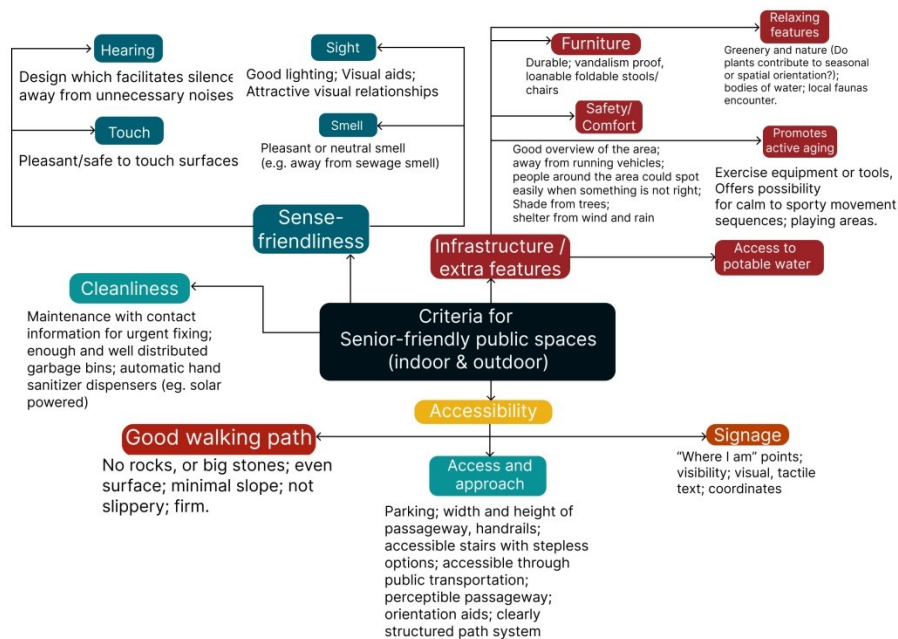 Hearing
Design which facilitates silence
away from unnecessary noises
Touch
Pleasant/safe to touch surfaces
Sight
Good lighting; Visual aids;
Attractive visual relationships
Smell
Pleasant or neutral smell
(e.g. away from sewage smell)
Sense-
friendliness
Furniture
Durable; vandalism proof,
loanable foldable stools/
chairs
Safety/
Comfort
Good overview of the area;
away from running vehicles;
people around the area could spot
easily when something is not right;
Shade from trees;
shelter from wind and rain
Relaxing
features
Greenery and nature (Do
plants contribute to seasonal
or spatial orientation?);
bodies of water; local faunas
encounter.
Promotes
active aging
Exercise equipment or tools,
Offers possibility
for calm to sporty movement
sequences; playing areas.
Infrastructure /
extra features
Access to
potable water
Cleanliness
Maintenance with contact
information for urgent fixing;
enough and well distributed
garbage bins; automatic hand
sanitizer dispensers (eg. solar
powered)
Criteria for
Senior-friendly public spaces
(indoor & outdoor)
Accessibility
Good walking path
No rocks, or big stones; even
surface; minimal slope; not
slippery; firm.
Access and
approach
Parking; width and height of
passageway, handrails;
accessible stairs with stepless
options; accessible through
public transportation;
perceptible passageway;
orientation aids; clearly
structured path system
Signage
“Where I am” points;
visibility; visual, tactile
text; coordinates